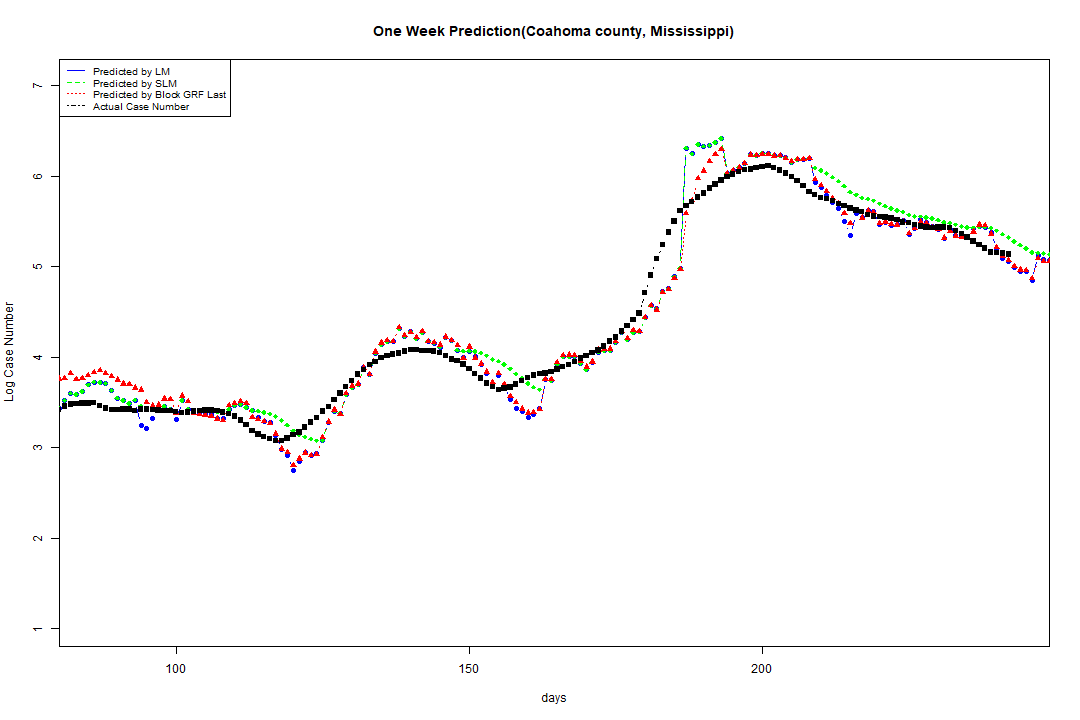 One Week Prediction(Coahoma county, Mississippi)
Predicted by LM
Predicted by SLM
Predicted by Block GRF Last
Actual Case Number
Log Case Number
7
6
5
4
3
2
1
100 150 200
days